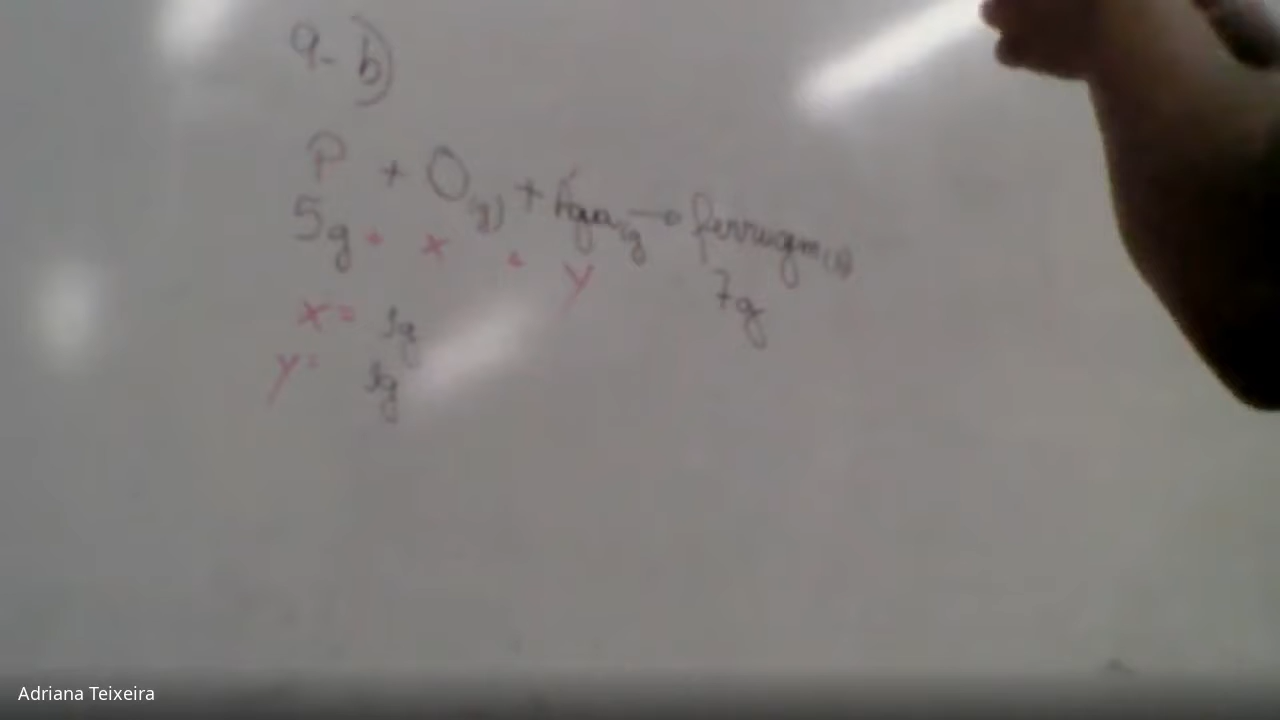 9- b)
P + O(g) + Água(g) → ferrugem(s)
5g + x + y 7g
x = 1g
y = 1g
Adriana Teixeira